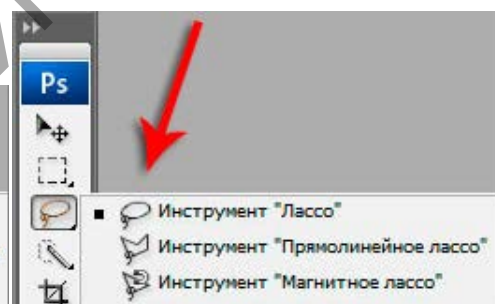 Ps
Инструмент "Лассо"
Инструмент "Прямолинейное лассо"
Инструмент "Магнитное лассо"